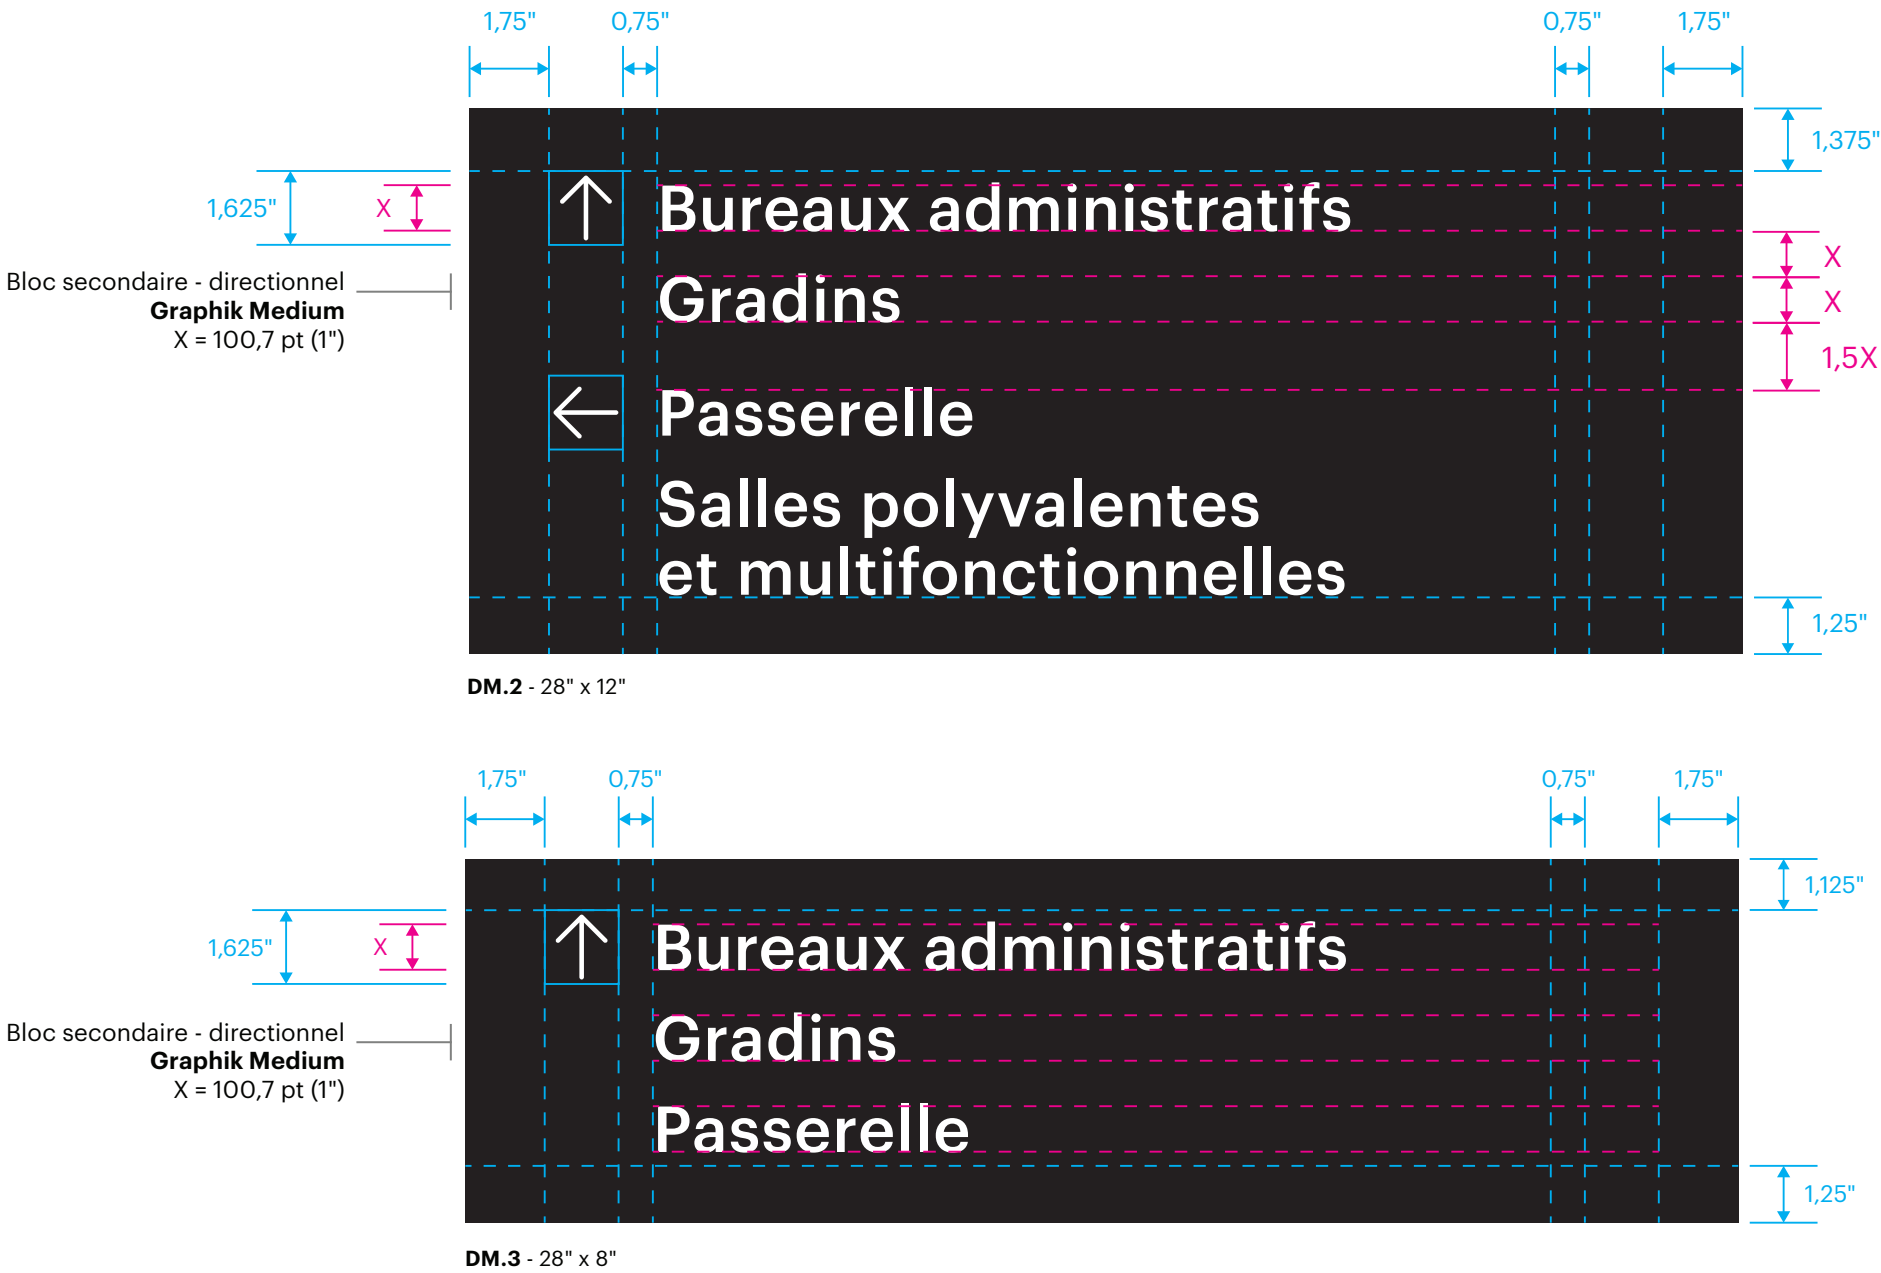 1,75" 0,75" 0,75" 1,75"
1,375"
1,625" X
Bureaux administratifs
X
Bloc secondaire - directionnel
Graphik Medium
X = 100,7 pt (1")
Gradins
X
1,5X
Passerelle
Salles polyvalentes
et multifonctionnelles
1,25"
DM.2 - 28" x 12"
1,75" 0,75" 0,75" 1,75"
1,125"
1,625" X
Bureaux administratifs
Bloc secondaire - directionnel
Graphik Medium
X = 100,7 pt (1")
Gradins
Passerelle
1,25"
DM.3 - 28" x 8"